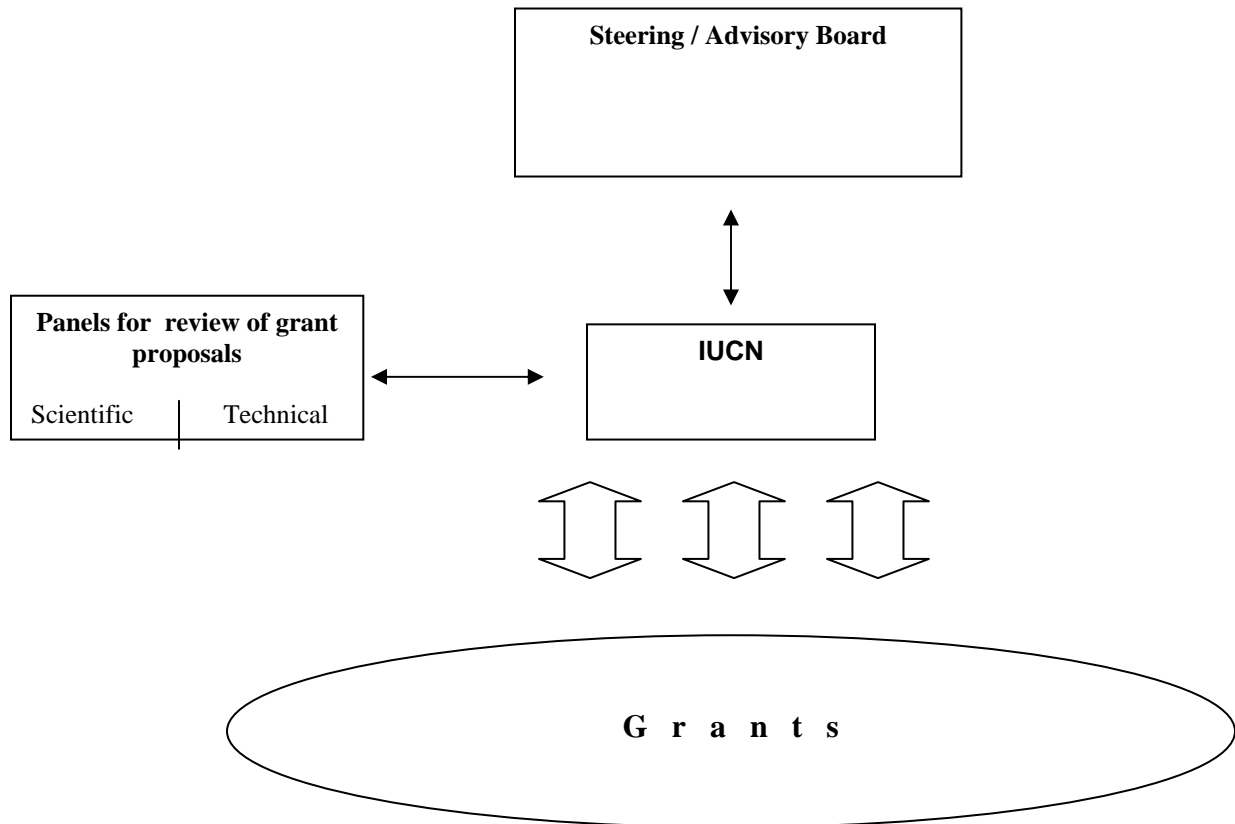 Steering / Advisory Board
Panels for review of grant
proposals
Scientific Technical
IUCN
G r a n t s